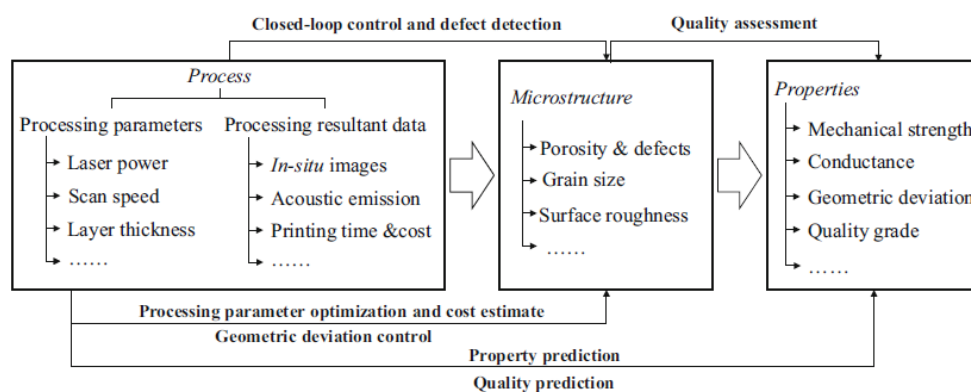 Closed-loop control and defect detection
Quality assessment
Process
Processing parameters
Laser power
Scan speed
Layer thickness
……
Processing resultant data
In-situ images
Acoustic emission
Printing time &cost
……
Microstructure
Porosity & defects
Grain size
Surface roughness
……
Properties
Mechanical strength
Conductance
Geometric deviation
Quality grade
……
Processing parameter optimization and cost estimate
Geometric deviation control
Property prediction
Quality prediction